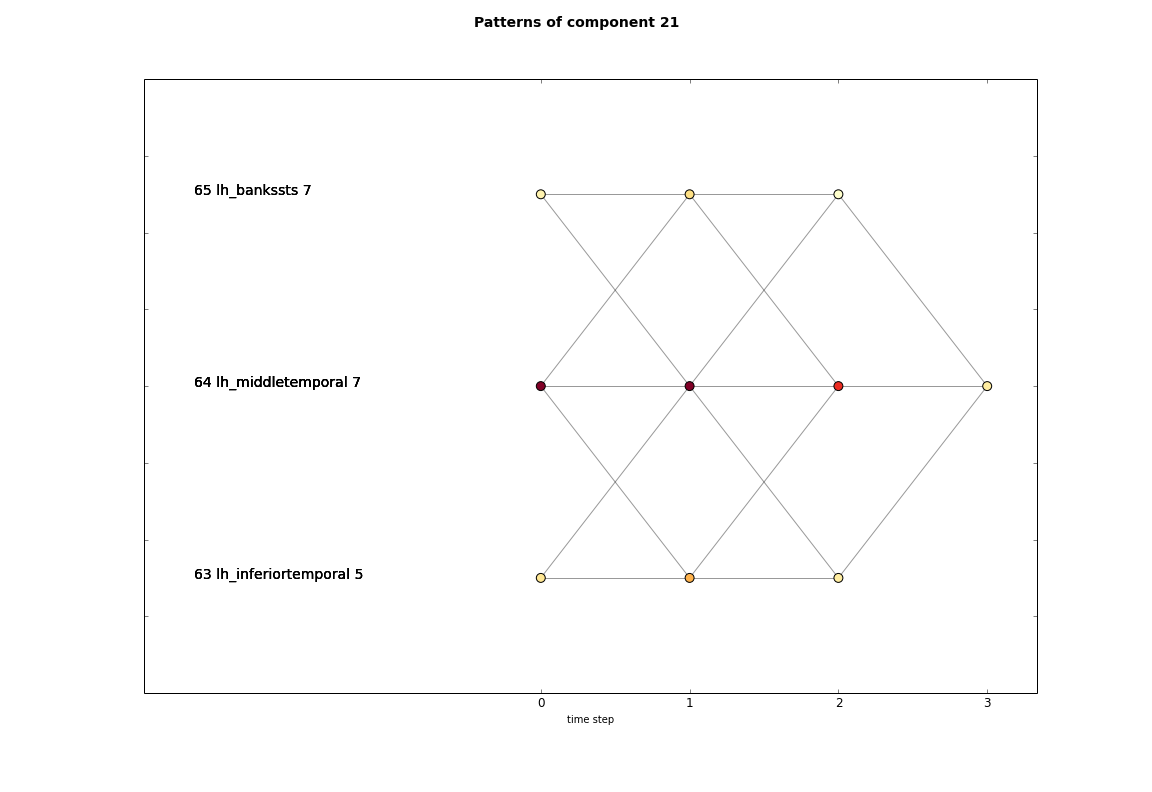 Patterns of component 21
65 lh_bankssts 7
64 lh_middletemporal 7
63 lh_inferiortemporal 5
0 1 2 3
time step